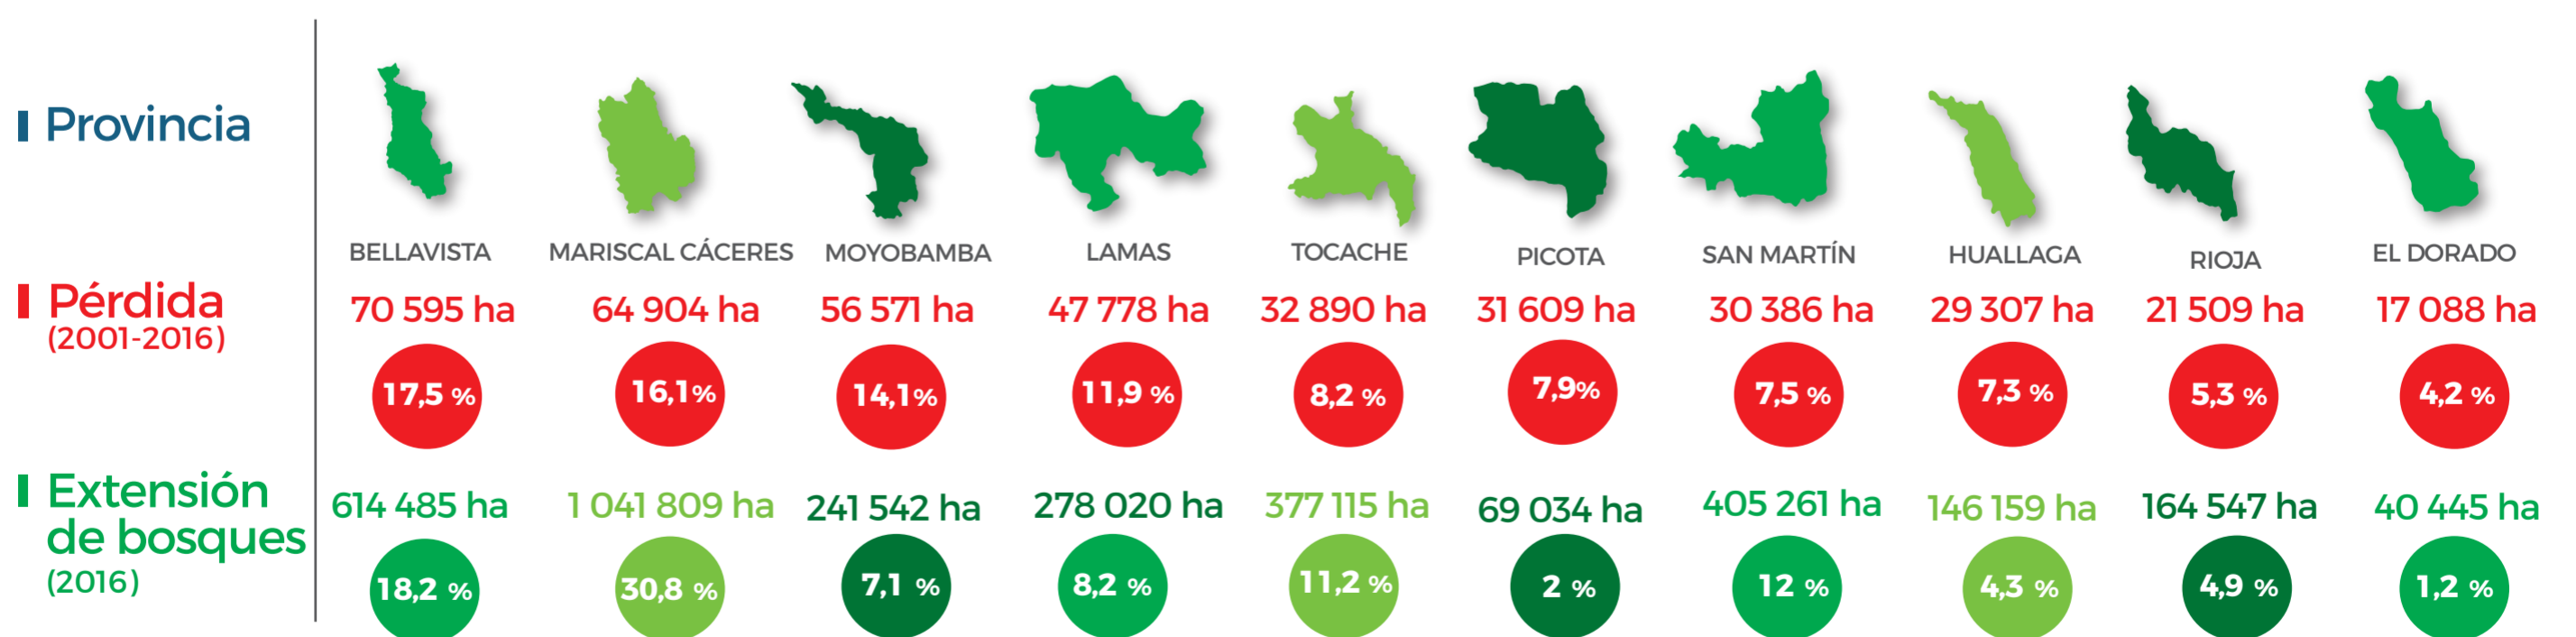 Provincia
BELLAVISTA MARISCAL CÁCERES MOYOBAMBA LAMAS TOCACHE PICOTA SAN MARTÍN HUALLAGA RIOJA EL DORADO
Pérdida
(2001-2016)
70 595 ha 64 904 ha 56 571 ha 47 778 ha 32 890 ha 31 609 ha 30 386 ha 29 307 ha 21 509 ha 17 088 ha
17,5 % 16,1% 14,1% 11,9 % 8,2 % 7,9% 7,5 % 7,3 % 5,3 % 4,2 %
Extensión
de bosques
(2016)
614 485 ha 1 041 809 ha 241 542 ha 278 020 ha 377 115 ha 69 034 ha 405 261 ha 146 159 ha 164 547 ha 40 445 ha
18,2 % 30,8 % 7,1 % 8,2 % 11,2 % 2 % 12 % 4,3 % 4,9 % 1,2 %